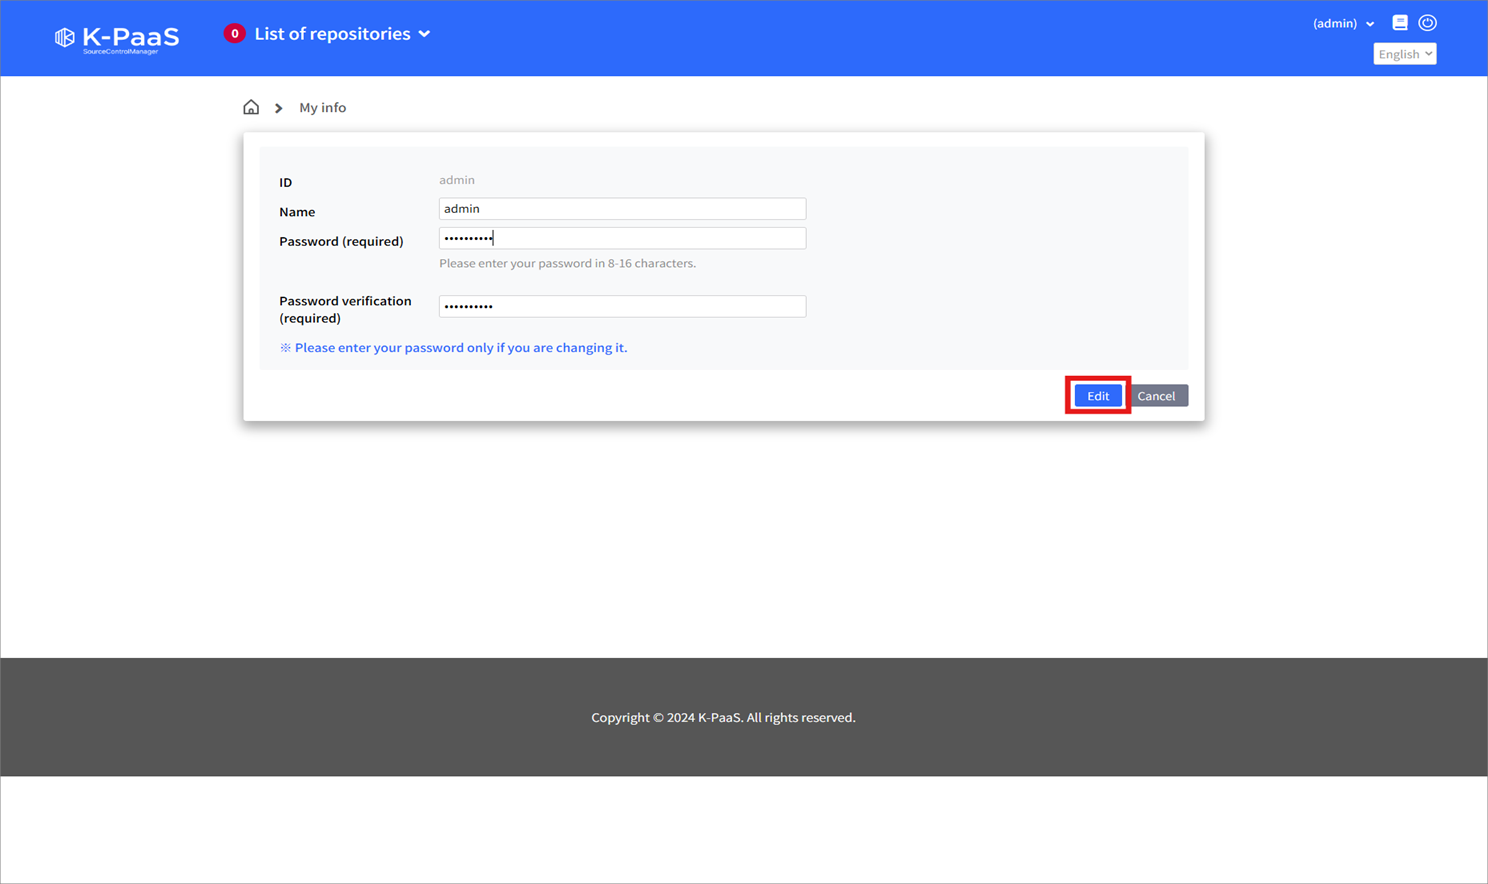 K-PaaS
SourceControlManager
0 List of repositories
(admin)
English
My info
ID admin
Name admin
Password (required) ••••••••••
Please enter your password in 8-16 characters.
Password verification
(required) ••••••••••
※ Please enter your password only if you are changing it.
Edit Cancel
Copyright © 2024 K-PaaS. All rights reserved.